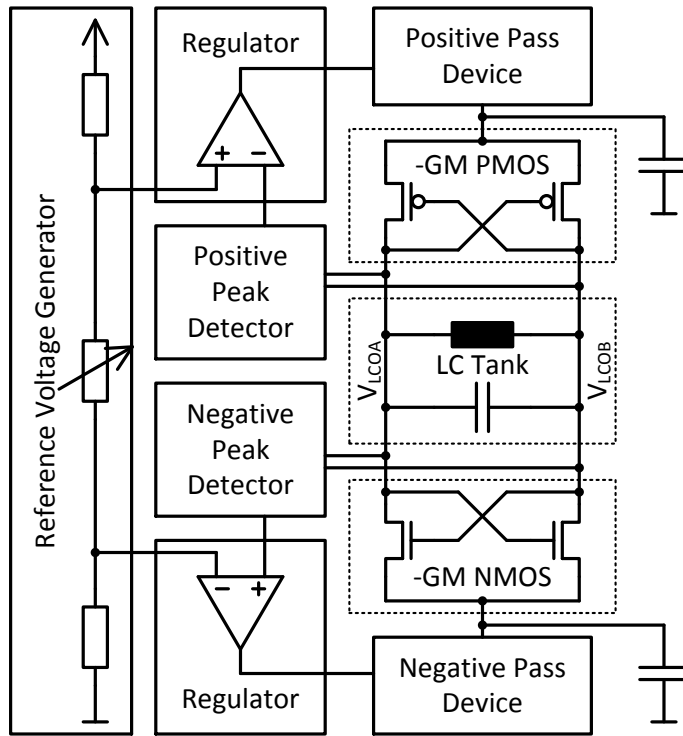 Reference Voltage Generator
Regulator
+ −
Positive Pass
Device
-GM PMOS
Positive
Peak
Detector
V_LCOA
LC Tank
V_LCOB
Negative
Peak
Detector
-GM NMOS
− +
Regulator
Negative Pass
Device